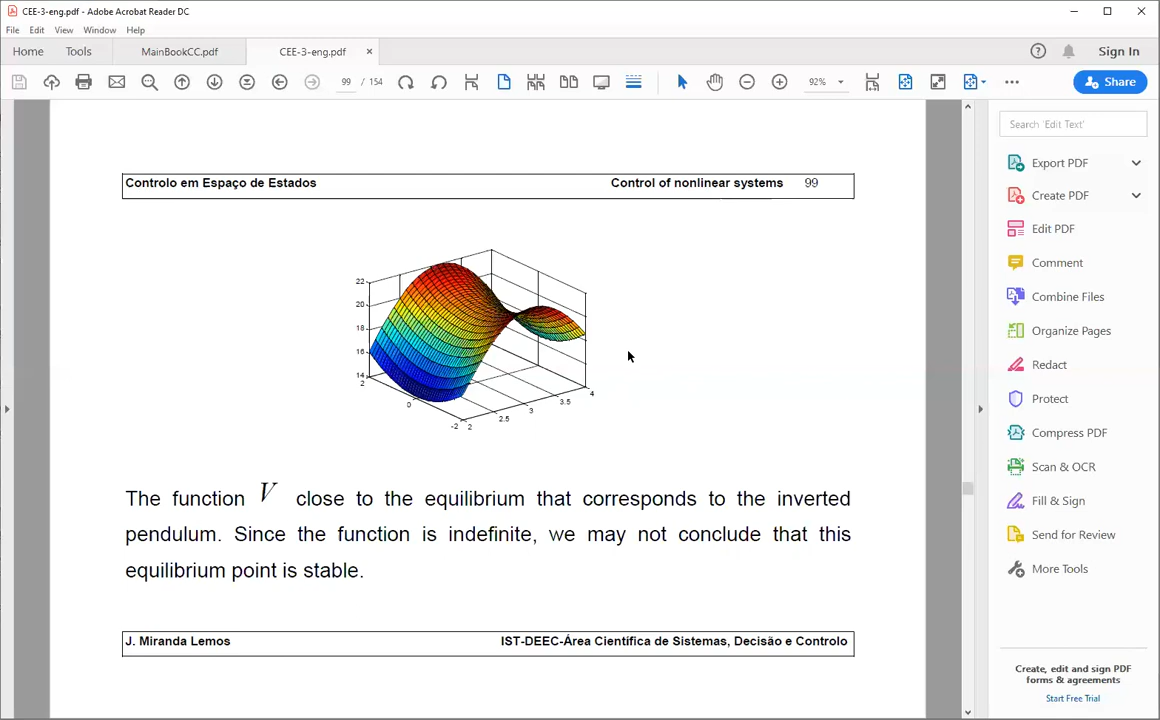 CEE-3-eng.pdf - Adobe Acrobat Reader DC
File Edit View Window Help
Home Tools MainBookCC.pdf CEE-3-eng.pdf × Sign In
99 / 154 92% Share
Search 'Edit Text'
Export PDF
Create PDF
Edit PDF
Comment
Combine Files
Organize Pages
Redact
Protect
Compress PDF
Scan & OCR
Fill & Sign
Send for Review
More Tools
Create, edit and sign PDF
forms & agreements
Start Free Trial
Controlo em Espaço de Estados Control of nonlinear systems 99
22
20
18
16
14
2
0
-2
2
2.5
3
3.5
4
The function V close to the equilibrium that corresponds to the inverted
pendulum. Since the function is indefinite, we may not conclude that this
equilibrium point is stable.
J. Miranda Lemos IST-DEEC-Área Científica de Sistemas, Decisão e Controlo